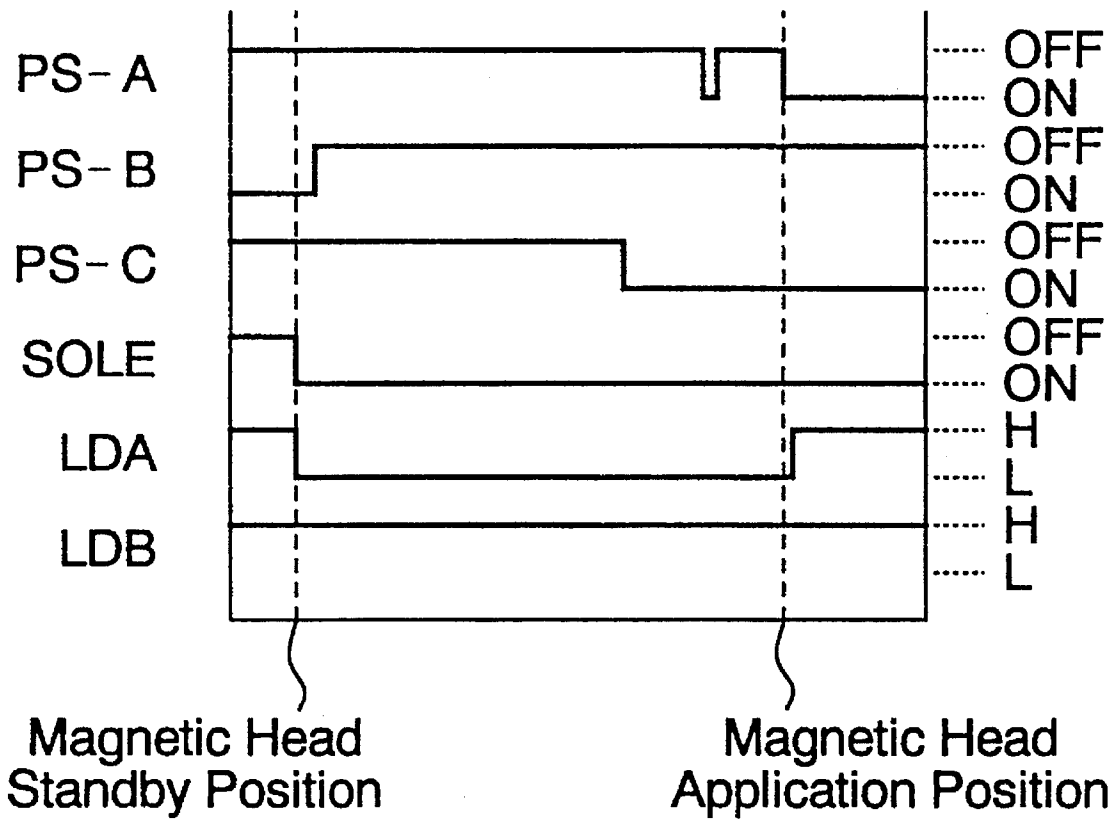 PS-A
OFF
ON
PS-B
OFF
ON
PS-C
OFF
ON
SOLE
OFF
ON
LDA
H
L
LDB
H
L
Magnetic Head
Standby Position
Magnetic Head
Application Position